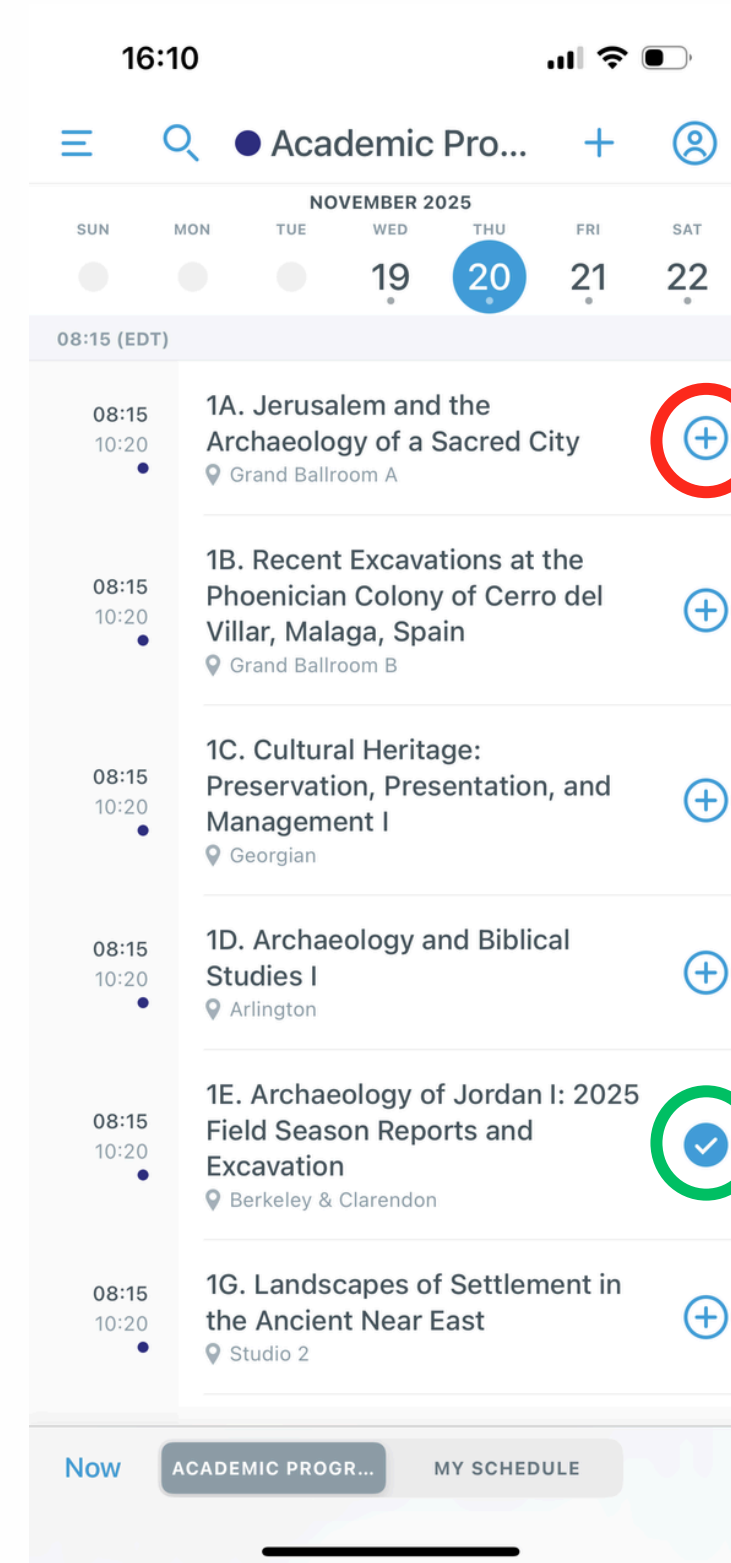 16:10
Academic Pro...
NOVEMBER 2025
SUN MON TUE WED THU FRI SAT
19 20 21 22
08:15 (EDT)
08:15
10:20
1A. Jerusalem and the
Archaeology of a Sacred City
Grand Ballroom A
08:15
10:20
1B. Recent Excavations at the
Phoenician Colony of Cerro del
Villar, Malaga, Spain
Grand Ballroom B
08:15
10:20
1C. Cultural Heritage:
Preservation, Presentation, and
Management I
Georgian
08:15
10:20
1D. Archaeology and Biblical
Studies I
Arlington
08:15
10:20
1E. Archaeology of Jordan I: 2025
Field Season Reports and
Excavation
Berkeley & Clarendon
08:15
10:20
1G. Landscapes of Settlement in
the Ancient Near East
Studio 2
Now ACADEMIC PROGR... MY SCHEDULE